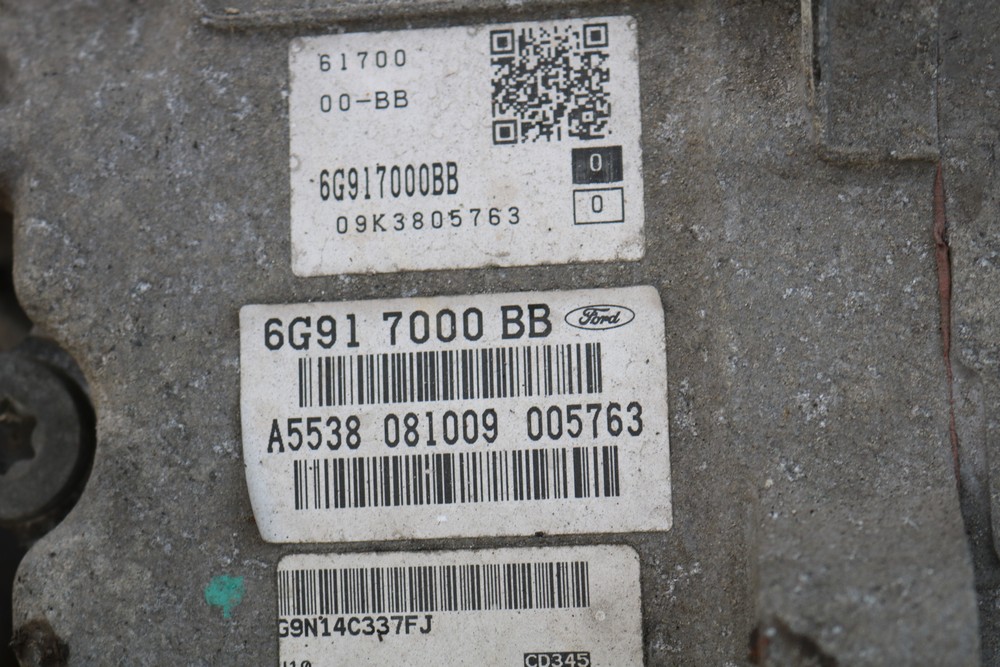 61700
00-BB
0
6G917000BB
0
09K3805763
6G91 7000 BB Ford
A5538 081009 005763
G9N14C337FJ
CD345